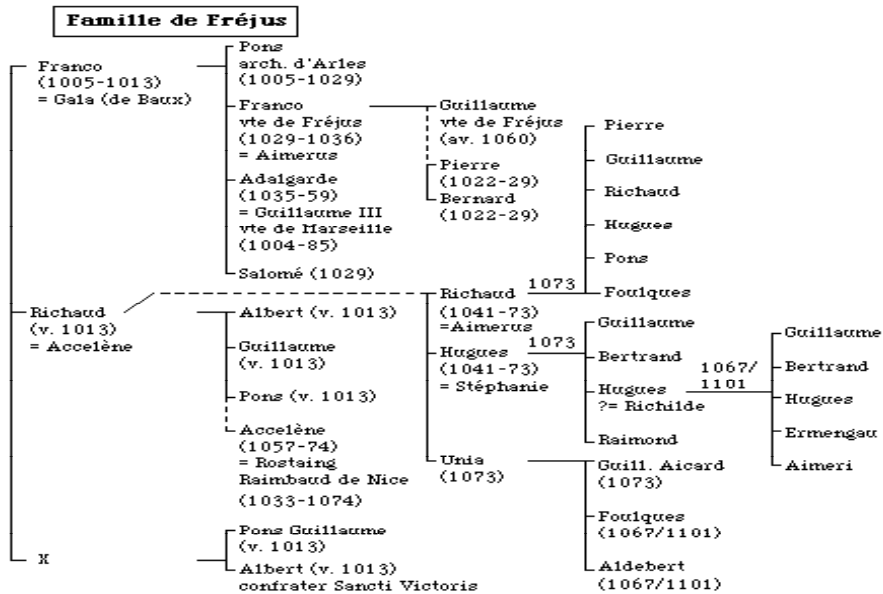 Famille de Fréjus
Franco
(1005-1013)
= Gala (de Baux)
Pons
arch. d'Arles
(1005-1029)
Franco
vte de Fréjus
(1029-1036)
= Aimerus
Adalgarde
(1035-59)
= Guillaume III
vte de Marseille
(1004-85)
Salomé (1029)
Guillaume
vte de Fréjus
(av. 1060)
Pierre
(1022-29)
Bernard
(1022-29)
Richaud
(v. 1013)
= Accelène
Albert (v. 1013)
Guillaume
(v. 1013)
Pons (v. 1013)
Accelène
(1057-74)
= Rostaing
Raimbaud de Nice
(1033-1074)
Richaud
(1041-73)
=Aimerus
1073
Pierre
Guillaume
Richaud
Hugues
Pons
Foulques
Hugues
(1041-73)
= Stéphanie
1073
Guillaume
Bertrand
Hugues
?= Richilde
Raimond
1067/
1101
Guillaume
Bertrand
Hugues
Ermengau
Aimeri
Unia
(1073)
Guill. Aicard
(1073)
Foulques
(1067/1101)
Aldebert
(1067/1101)
X
Pons Guillaume
(v. 1013)
Albert (v. 1013)
confrater Sancti Victoris